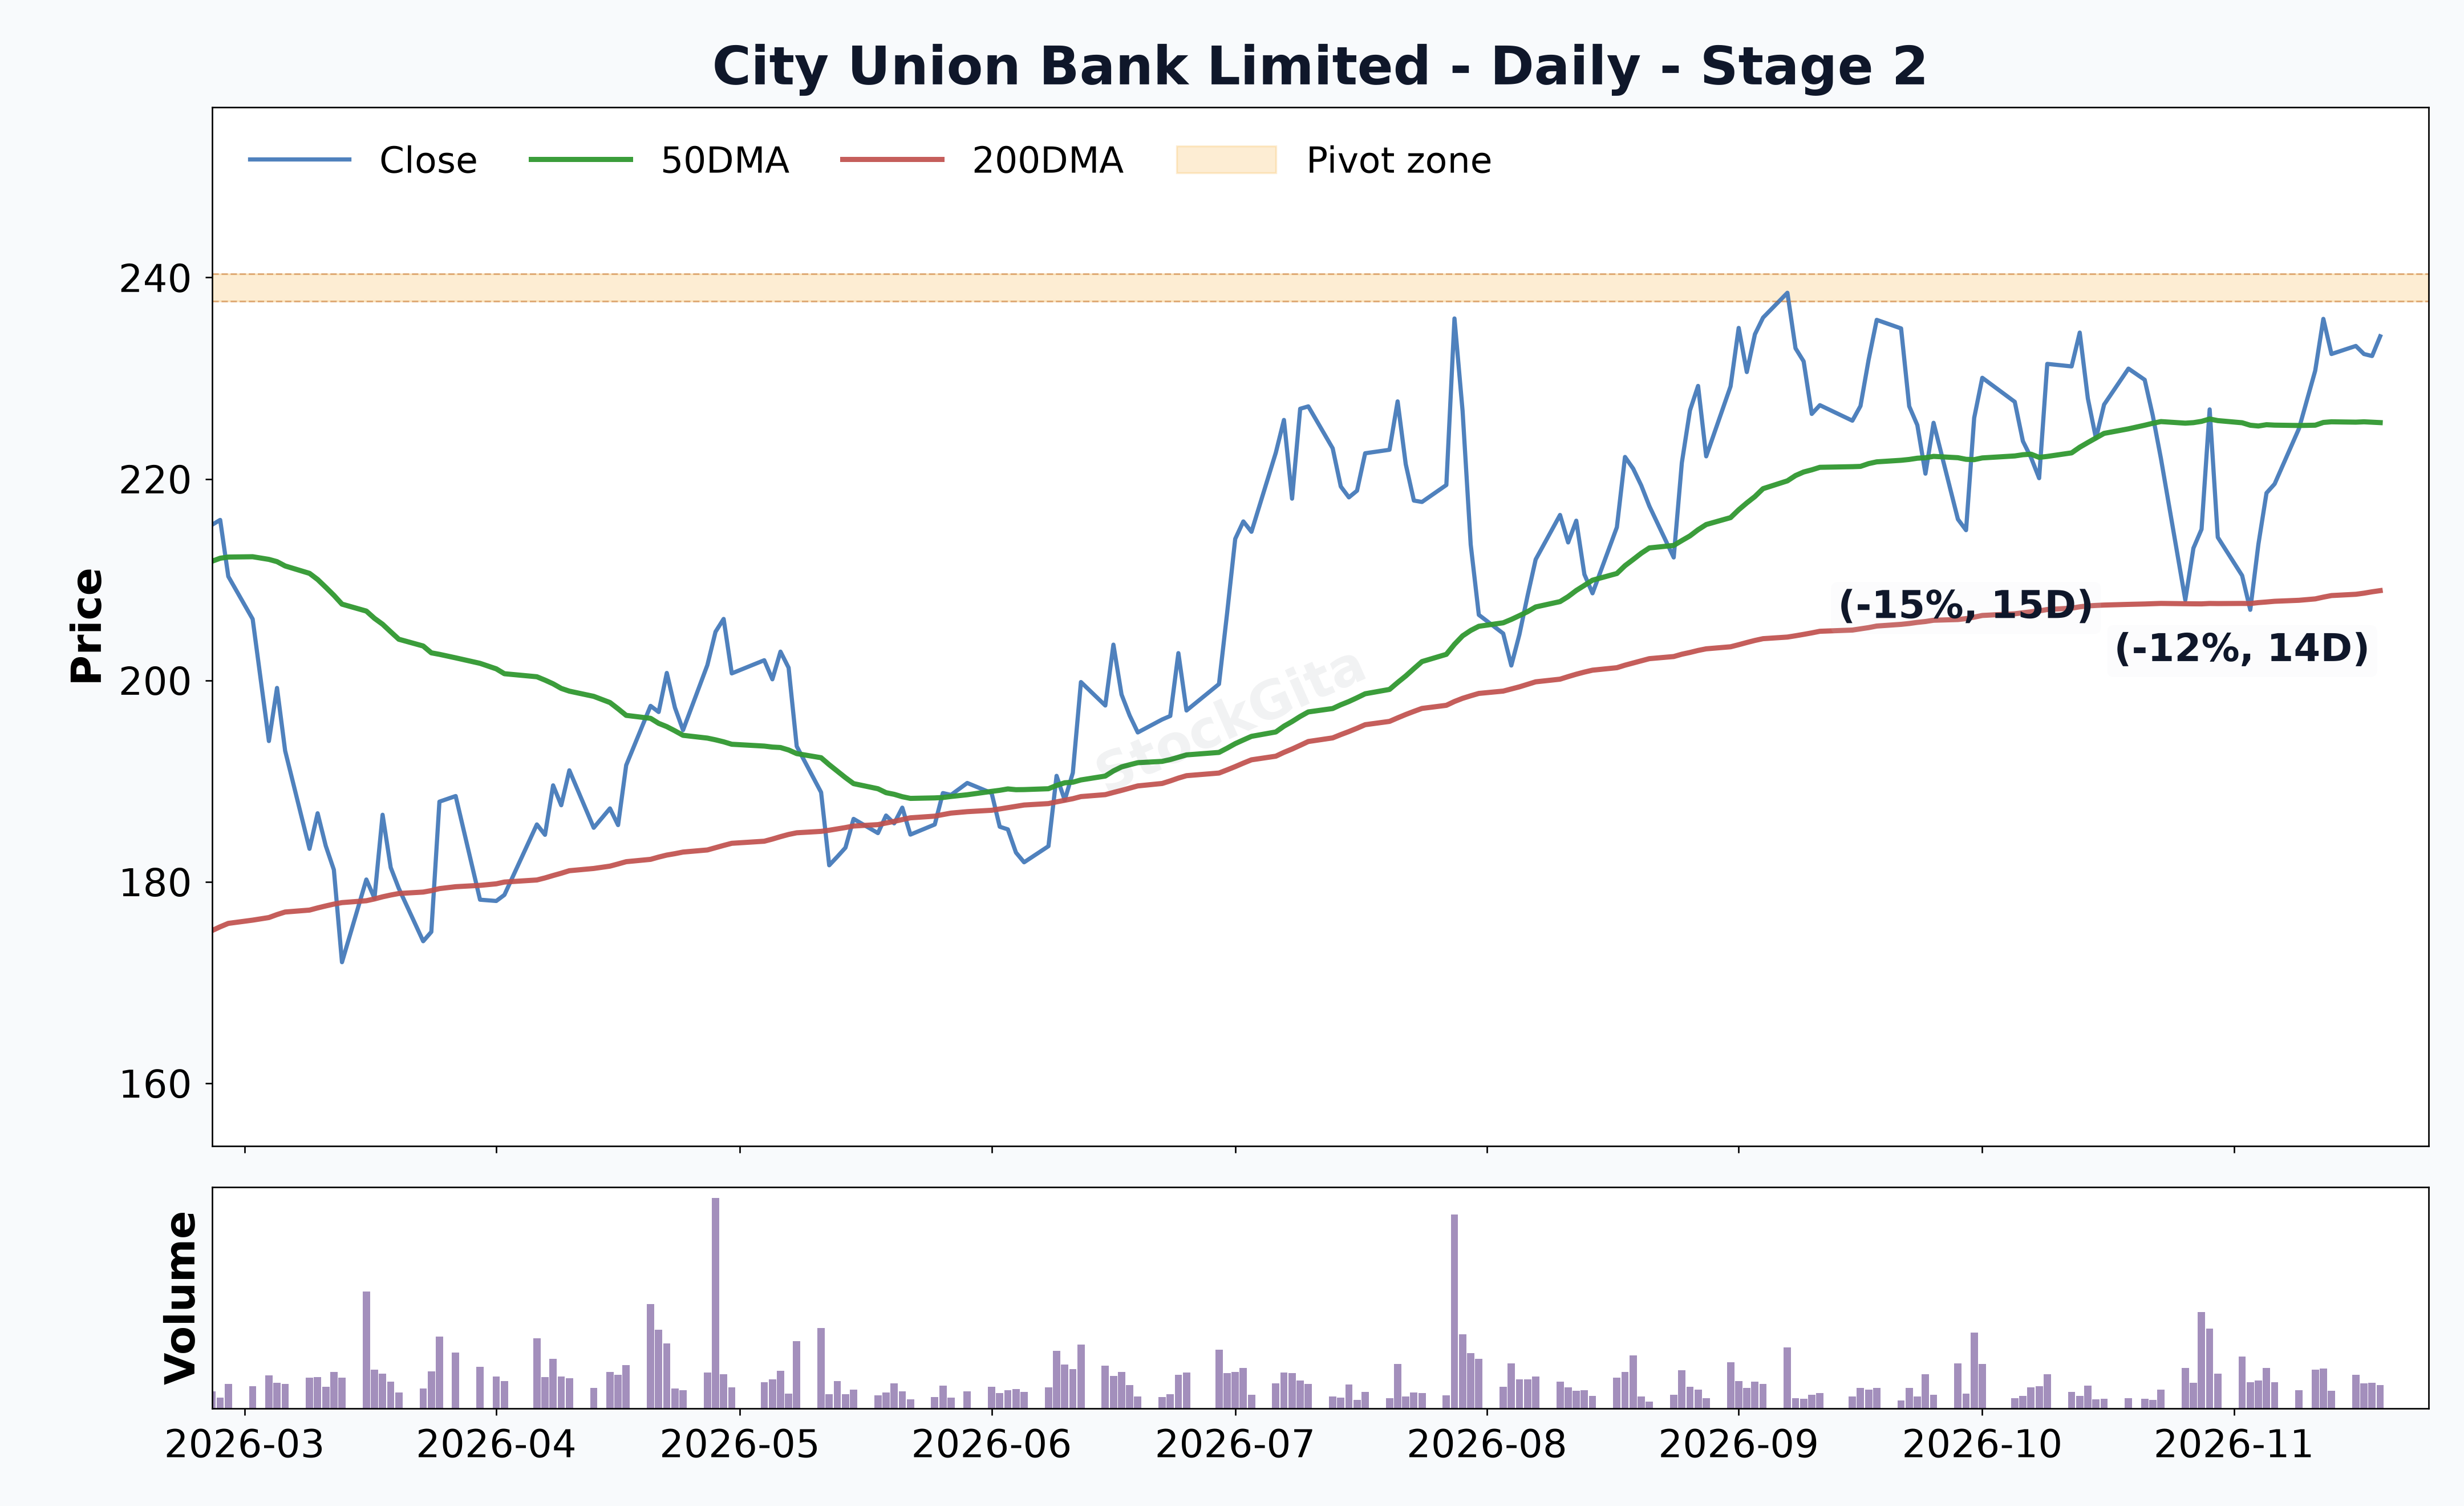 City Union Bank Limited - Daily - Stage 2
Close 50DMA 200DMA Pivot zone
240
220
200
180
160
Price
(-15%, 15D)
(-12%, 14D)
StockGita
Volume
2026-03 2026-04 2026-05 2026-06 2026-07 2026-08 2026-09 2026-10 2026-11